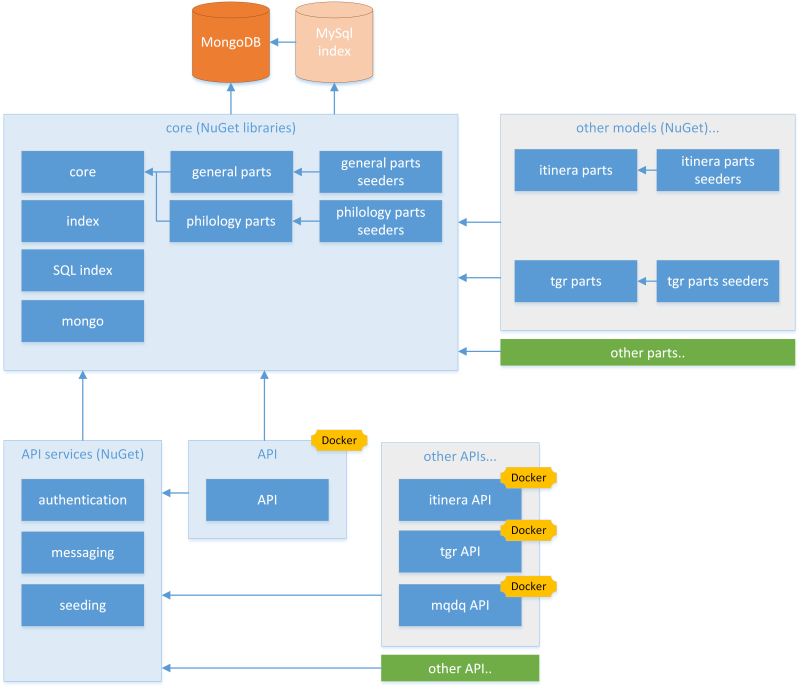 MongoDB
MySql
index
core (NuGet libraries)
core
general parts
general parts
seeders
index
philology parts
philology parts
seeders
SQL index
mongo
other models (NuGet)...
itinera parts
itinera parts
seeders
tgr parts
tgr parts seeders
other parts..
API services (NuGet)
authentication
messaging
seeding
API
Docker
API
other APIs...
Docker
itinera API
Docker
tgr API
Docker
mqdq API
other API..